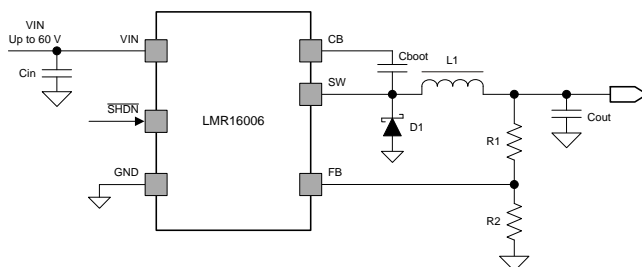 VIN
Up to 60 V
VIN
CB
Cboot
L1
Cin
SW
SHDN
LMR16006
D1
R1
Cout
GND
FB
R2